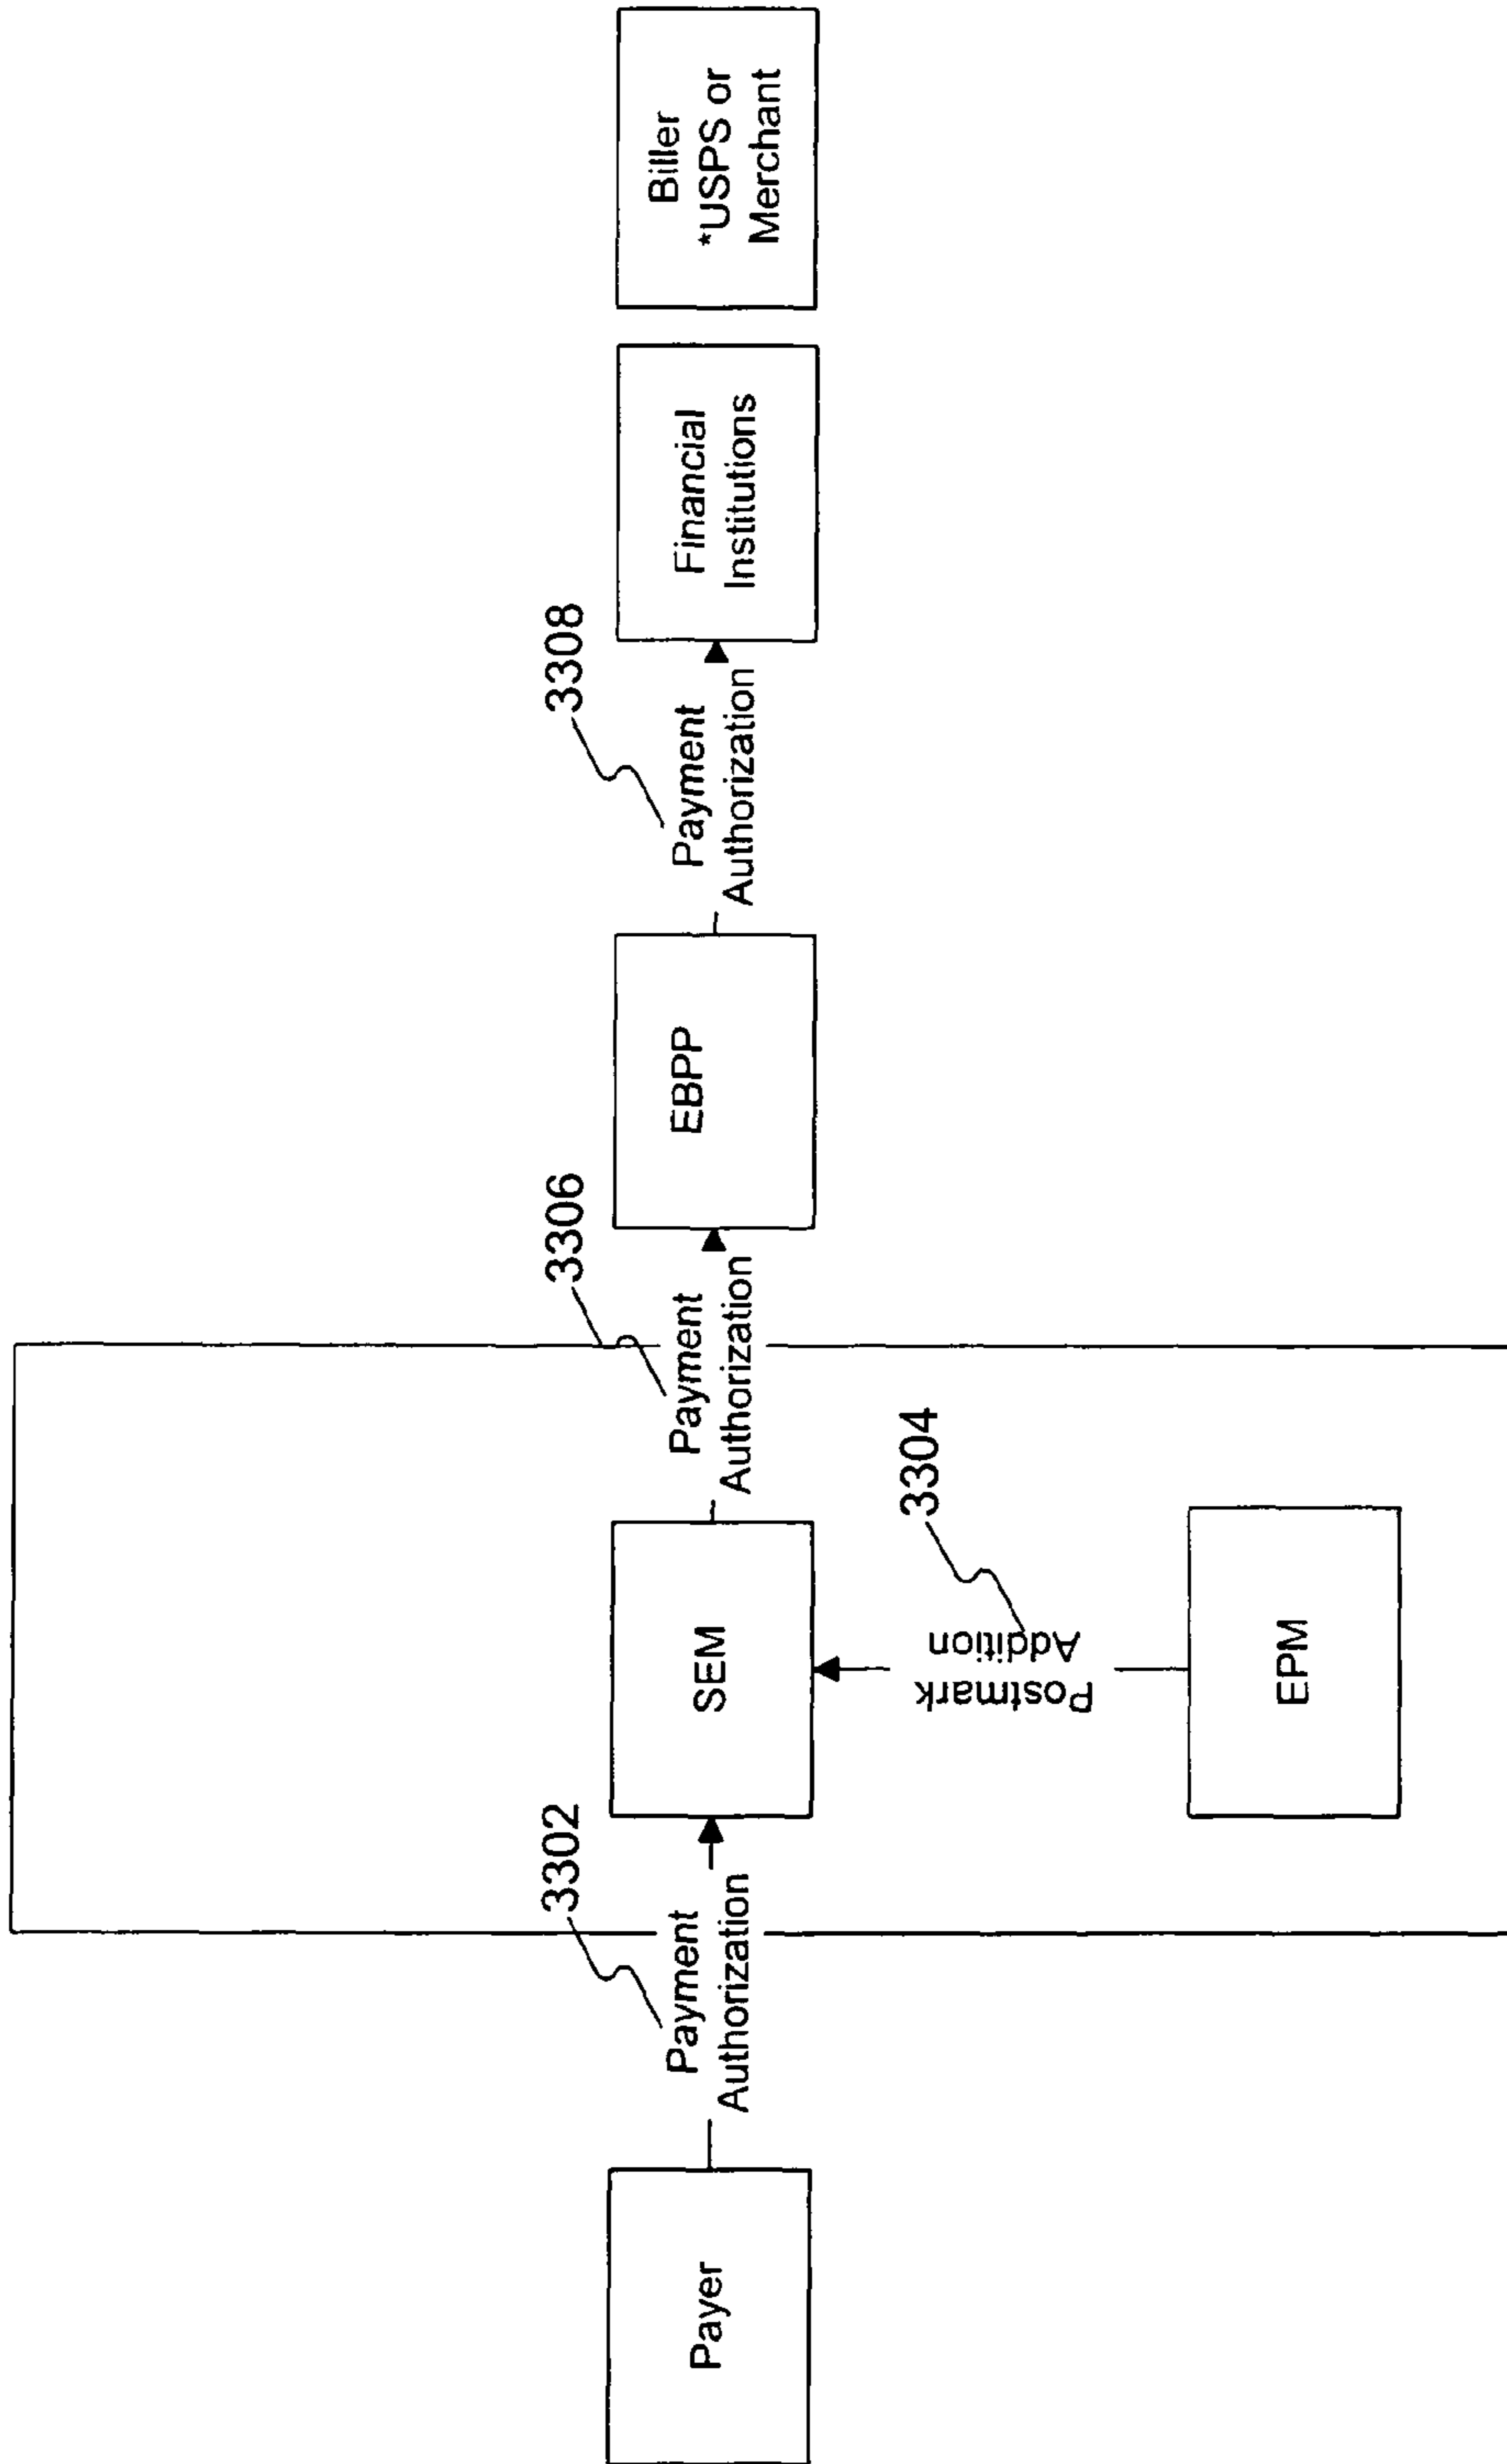 Payer
3302
Payment
Authorization
SEM
3304
Postmark
Addition
EPM
3306
Payment
Authorization
EBPP
3308
Payment
Authorization
Financial
Institutions
Biller
*USPS or
Merchant